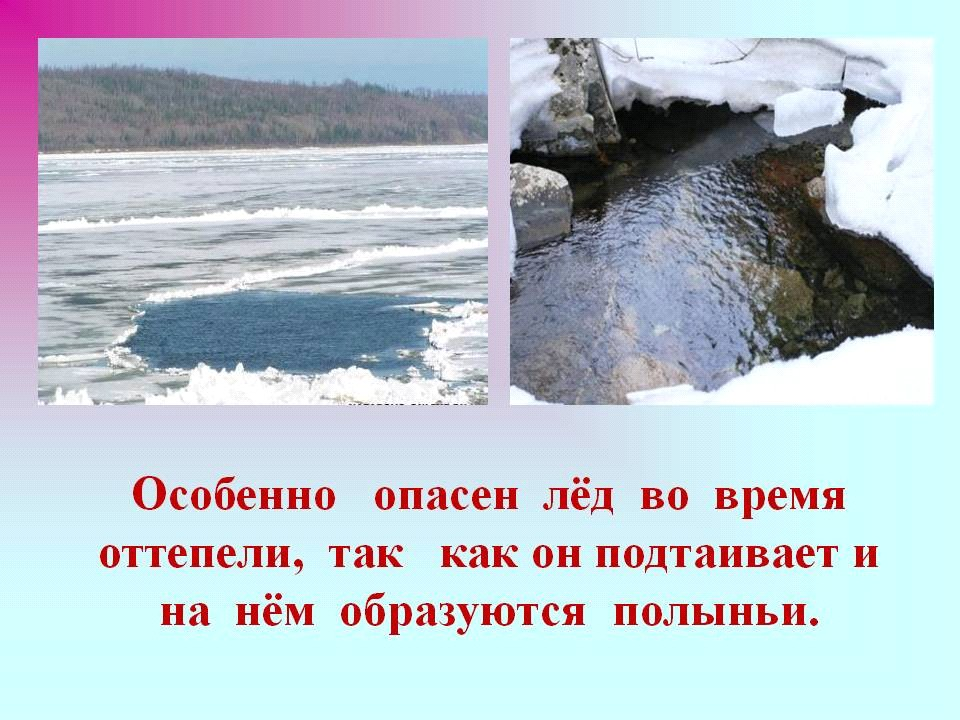 Особенно опасен лёд во время
оттепели, так как он подтаивает и
на нём образуются полыньи.